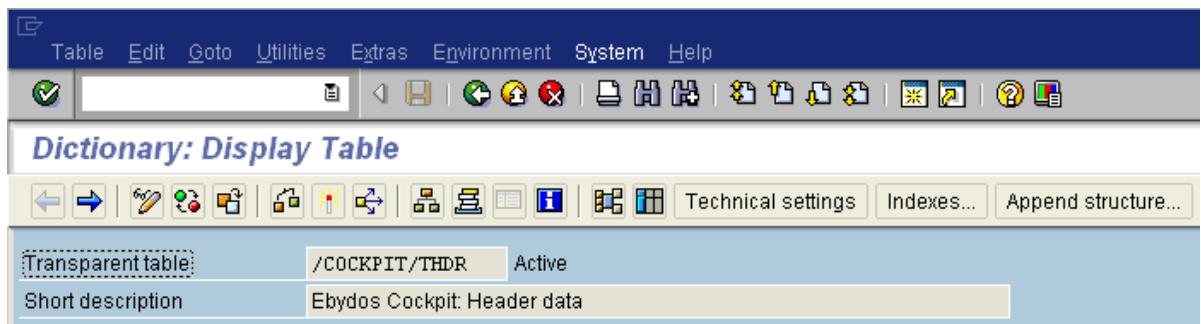 Table Edit Goto Utilities Extras Environment System Help
Dictionary: Display Table
Technical settings Indexes... Append structure...
Transparent table /COCKPIT/THDR Active
Short description Ebydos Cockpit: Header data